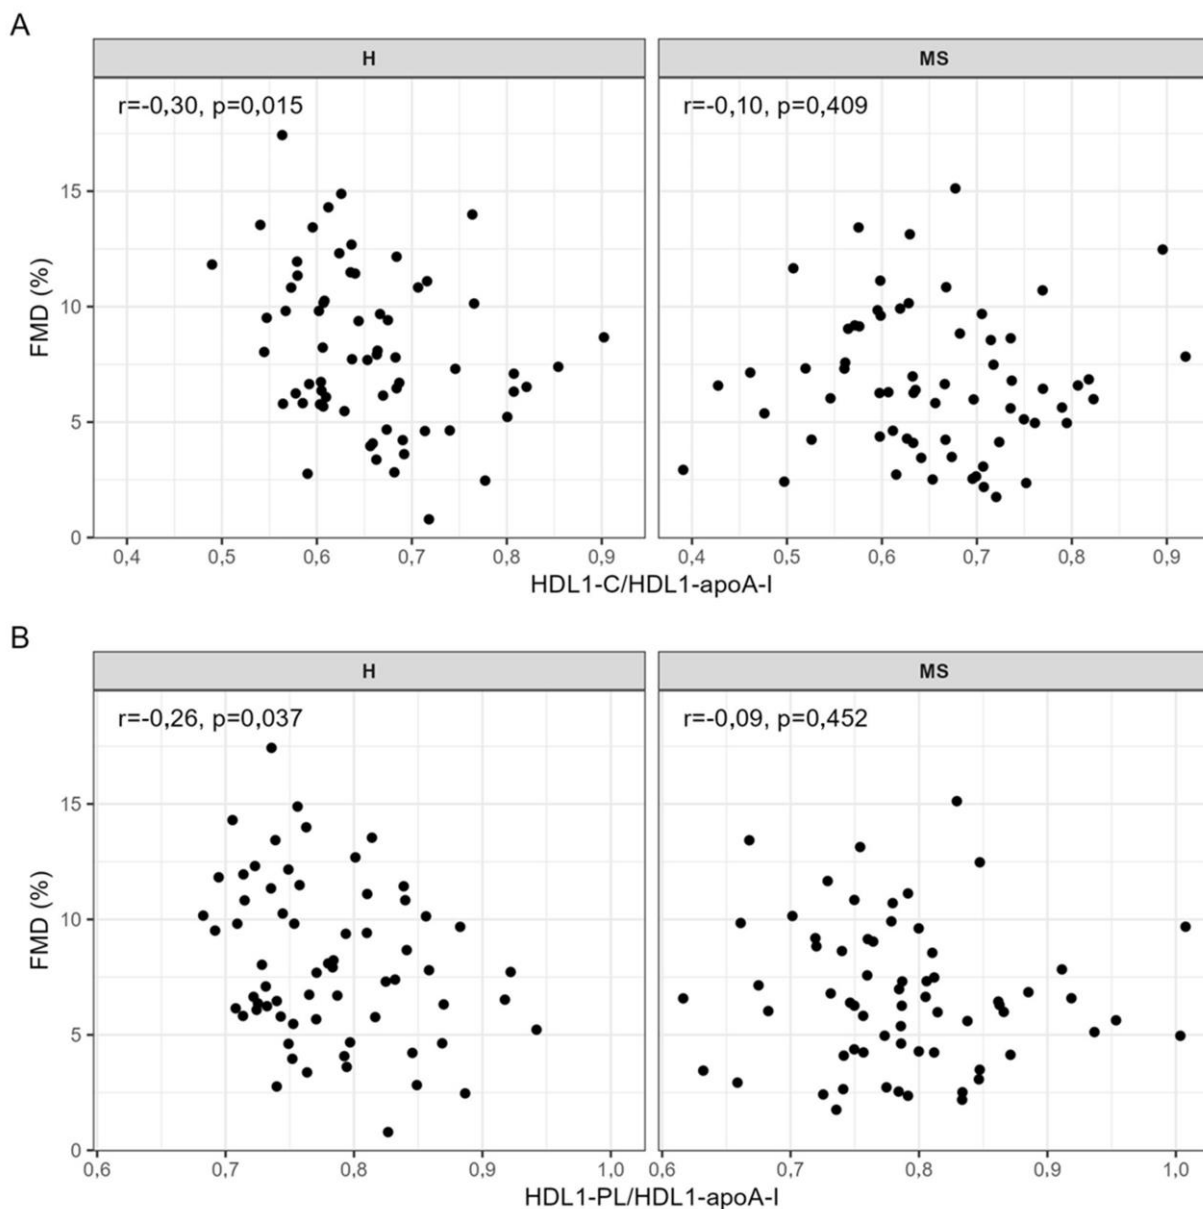 A
H MS
r=-0,30, p=0,015 r=-0,10, p=0,409
15
10
5
0
FMD (%)
0,4 0,5 0,6 0,7 0,8 0,9 0,4 0,5 0,6 0,7 0,8 0,9
HDL1-C/HDL1-apoA-I
B
H MS
r=-0,26, p=0,037 r=-0,09, p=0,452
15
10
5
0
FMD (%)
0,6 0,7 0,8 0,9 1,0 0,6 0,7 0,8 0,9 1,0
HDL1-PL/HDL1-apoA-I